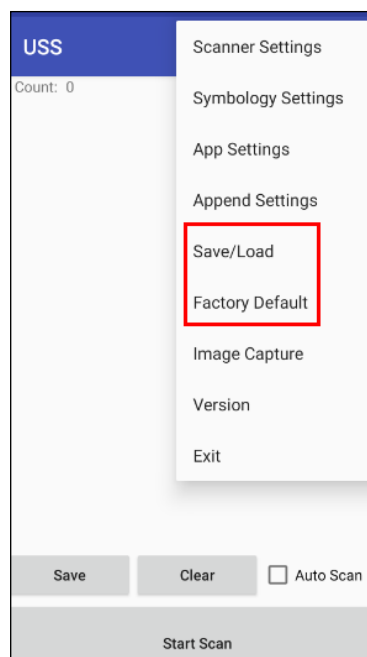 USS
Count: 0
Scanner Settings
Symbology Settings
App Settings
Append Settings
Save/Load
Factory Default
Image Capture
Version
Exit
Save
Clear
Auto Scan
Start Scan